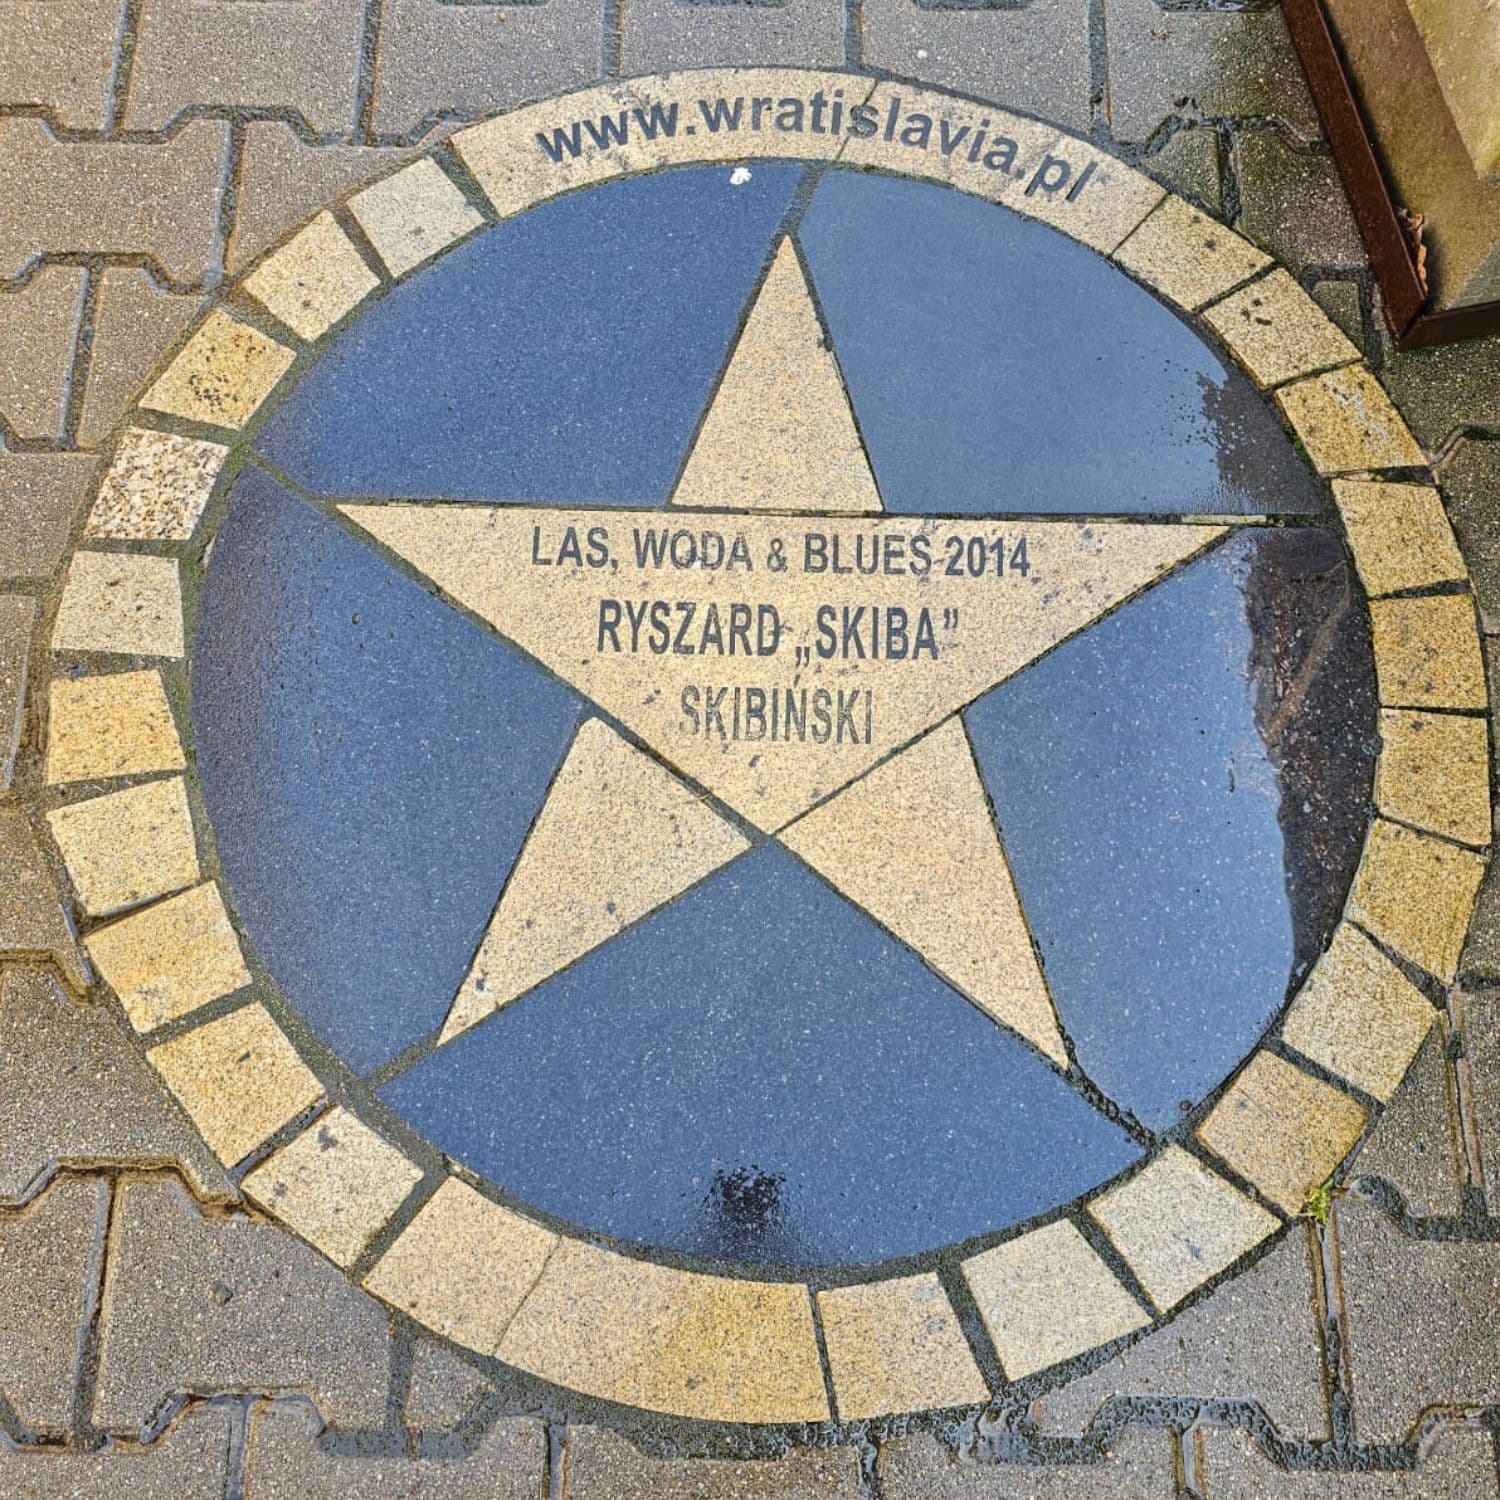 www.wratislavia.pl
LAS, WODA & BLUES 2014
RYSZARD „SKIBA”
SKIBIŃSKI